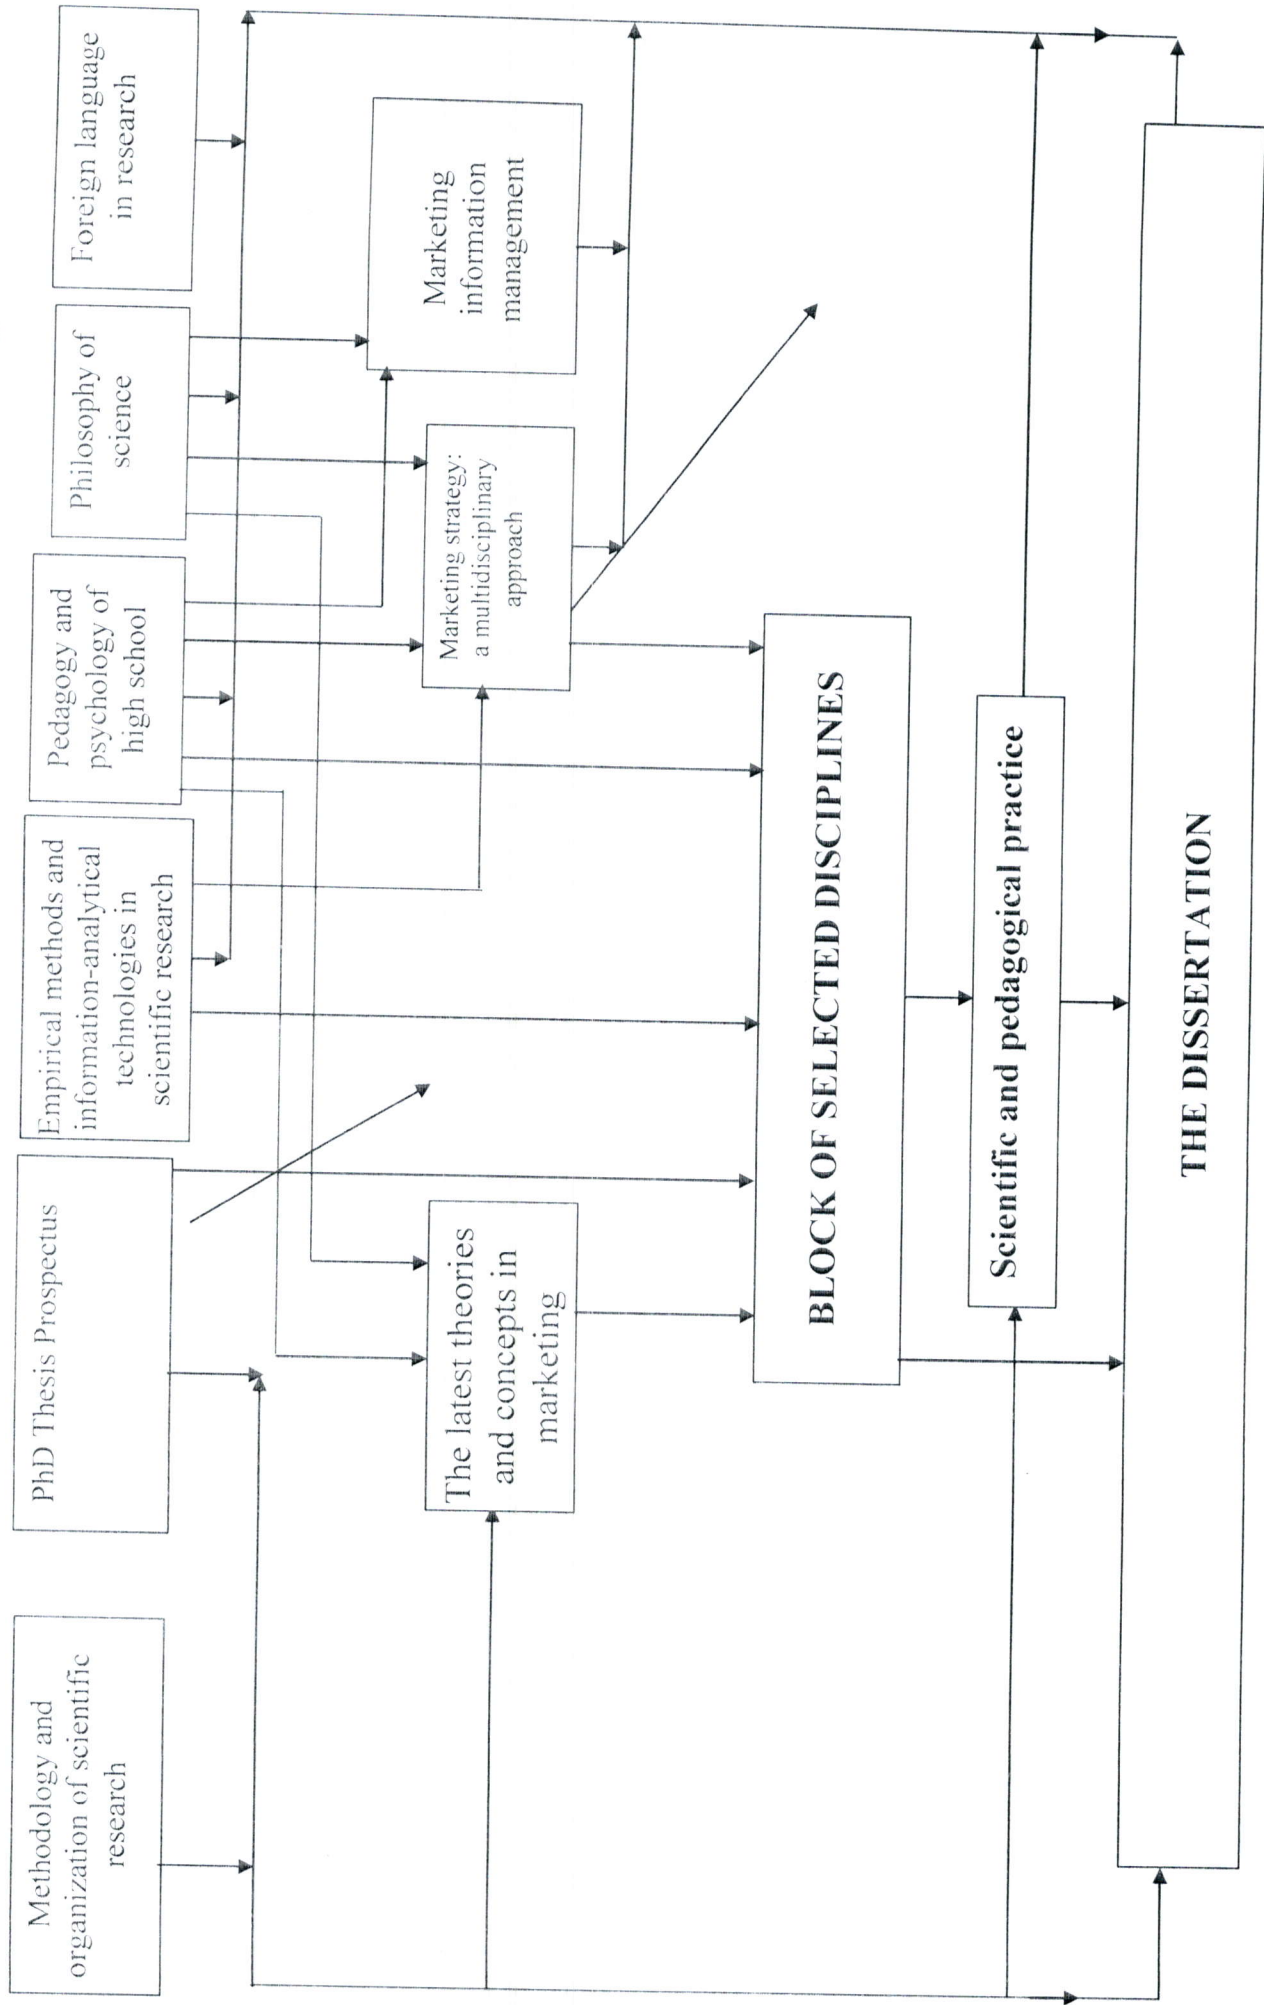 Methodology and
organization of scientific
research
PhD Thesis Prospectus
Empirical methods and
information-analytical
technologies in
scientific research
Pedagogy and
psychology of
high school
Philosophy of
science
Foreign language
in research
The latest theories
and concepts in
marketing
Marketing strategy:
a multidisciplinary
approach
Marketing
information
management
BLOCK OF SELECTED DISCIPLINES
Scientific and pedagogical practice
THE DISSERTATION